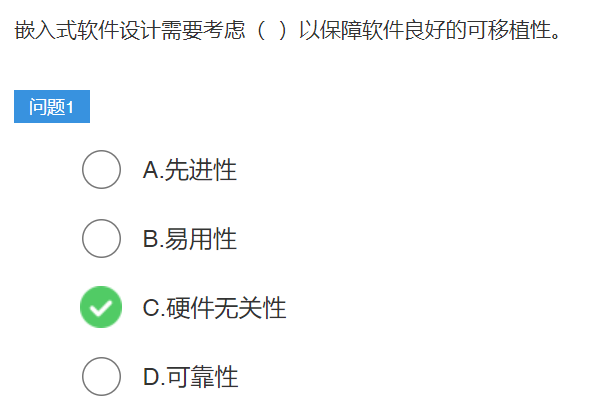 嵌入式软件设计需要考虑（ ）以保障软件良好的可移植性。
问题1
A.先进性
B.易用性
C.硬件无关性
D.可靠性